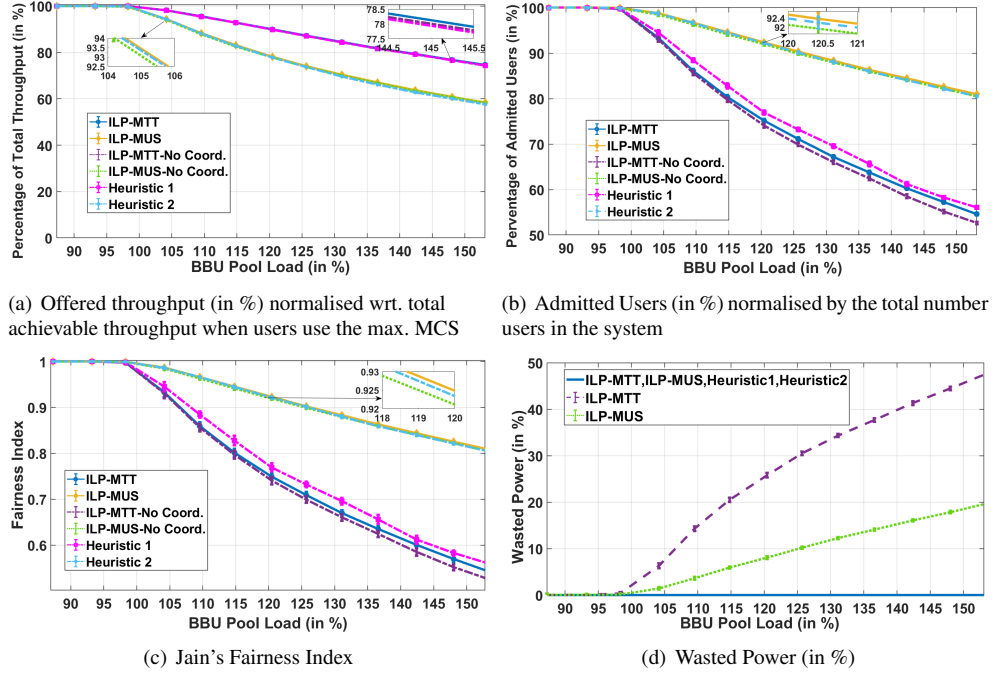 Percentage of Total Throughput (in %)
100
80
60
40
20
0
94
93.5
93
92.5
104 105 106
78.5
78
77.5
144.5 145 145.5
ILP-MTT
ILP-MUS
ILP-MTT-No Coord.
ILP-MUS-No Coord.
Heuristic 1
Heuristic 2
90 95 100 105 110 115 120 125 130 135 140 145 150
BBU Pool Load (in %)
(a) Offered throughput (in %) normalised wrt. total
achievable throughput when users use the max. MCS
Perventage of Admitted Users (in %)
100
90
80
70
60
50
92.4
92
120 120.5 121
ILP-MTT
ILP-MUS
ILP-MTT-No Coord.
ILP-MUS-No Coord.
Heuristic 1
Heuristic 2
90 95 100 105 110 115 120 125 130 135 140 145 150
BBU Pool Load (in %)
(b) Admitted Users (in %) normalised by the total number
users in the system
Fairness Index
1
0.9
0.8
0.7
0.6
0.93
0.925
0.92
118 119 120
ILP-MTT
ILP-MUS
ILP-MTT-No Coord.
ILP-MUS-No Coord.
Heuristic 1
Heuristic 2
90 95 100 105 110 115 120 125 130 135 140 145 150
BBU Pool Load (in %)
(c) Jain's Fairness Index
Wasted Power (in %)
50
40
30
20
10
0
ILP-MTT,ILP-MUS,Heuristic1,Heuristic2
ILP-MTT
ILP-MUS
90 95 100 105 110 115 120 125 130 135 140 145 150
BBU Pool Load (in %)
(d) Wasted Power (in %)